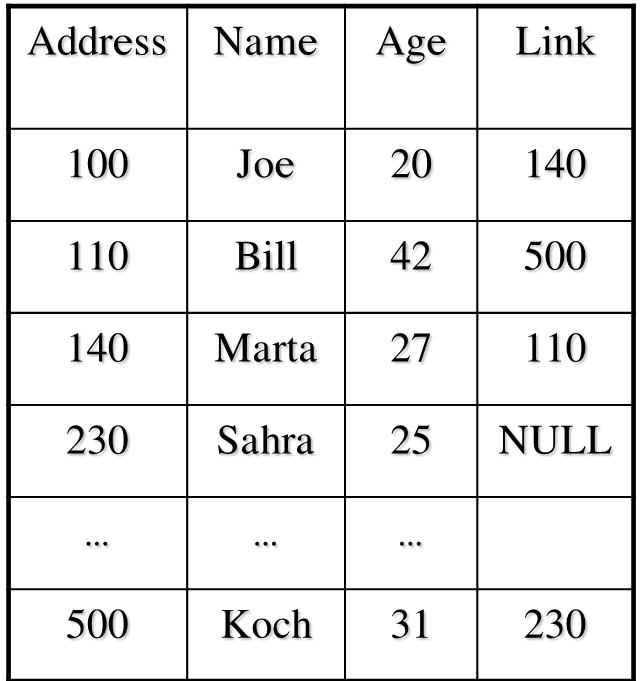 Address Name Age Link
100 Joe 20 140
110 Bill 42 500
140 Marta 27 110
230 Sahra 25 NULL
... ... ...
500 Koch 31 230